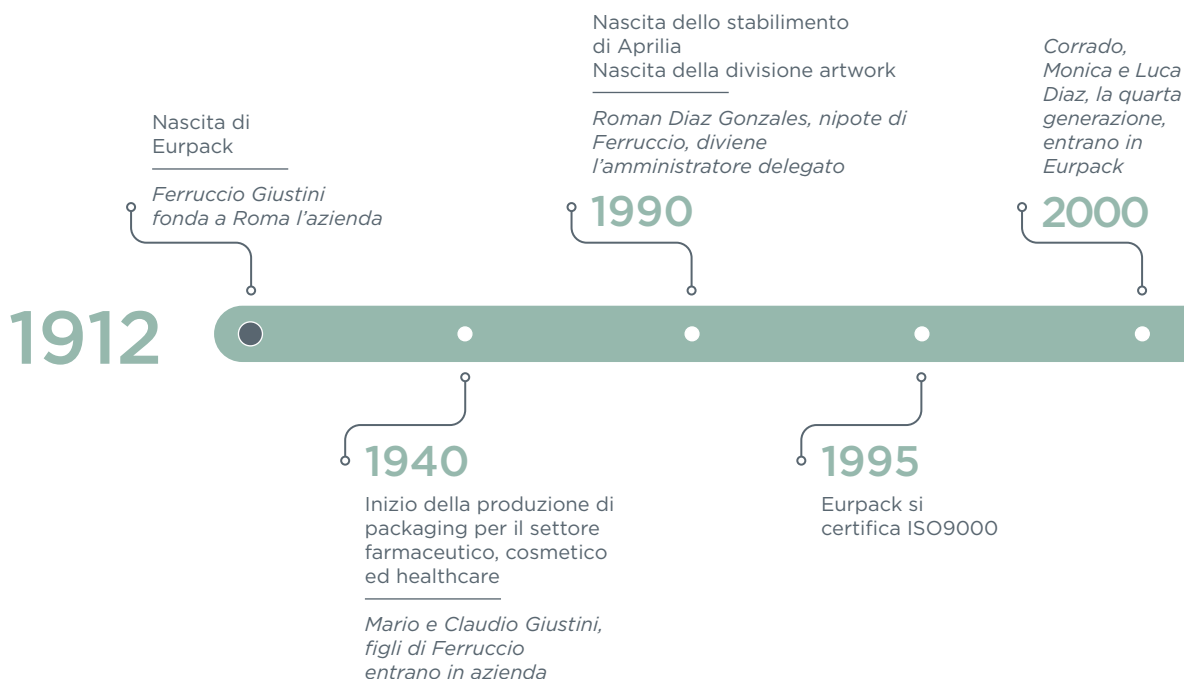 1912
Nascita di
Eurpack
Ferruccio Giustini
fonda a Roma l’azienda
1940
Inizio della produzione di
packaging per il settore
farmaceutico, cosmetico
ed healthcare
Mario e Claudio Giustini,
figli di Ferruccio
entrano in azienda
Nascita dello stabilimento
di Aprilia
Nascita della divisione artwork
Roman Diaz Gonzales, nipote di
Ferruccio, diviene
l’amministratore delegato
1990
1995
Eurpack si
certifica ISO9000
Corrado,
Monica e Luca
Diaz, la quarta
generazione,
entrano in
Eurpack
2000